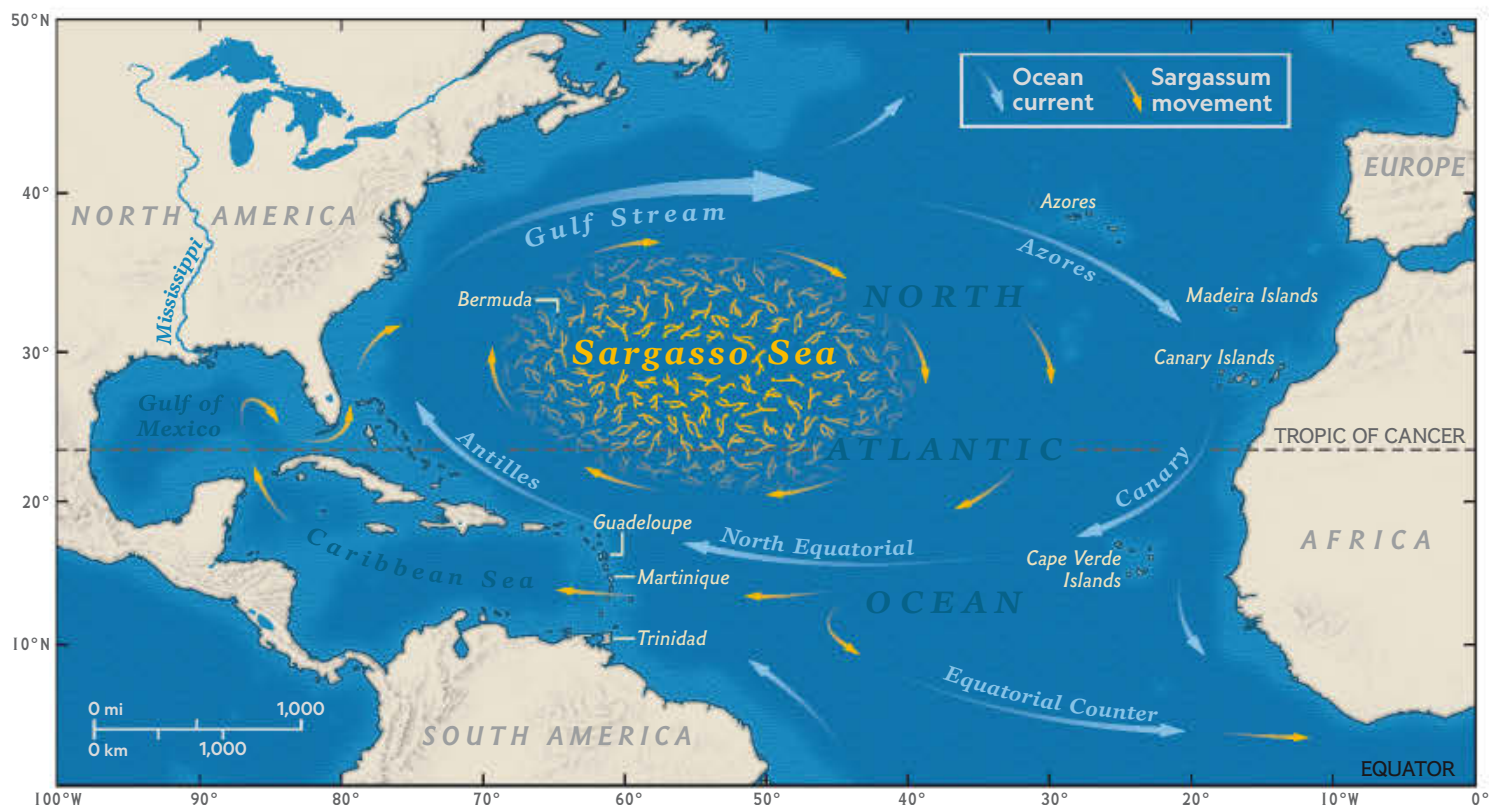 50°N
Ocean
current
Sargassum
movement
EUROPE
40°
NORTH AMERICA
Azores
Gulf Stream
Azores
Mississippi
Bermuda
NORTH
Madeira Islands
30°
Sargasso Sea
Canary Islands
Gulf of
Mexico
TROPIC OF CANCER
ATLANTIC
Antilles
Canary
20°
Guadeloupe
North Equatorial
AFRICA
Caribbean Sea
Cape Verde
Islands
Martinique
OCEAN
10°N
Trinidad
Equatorial Counter
0 mi
1,000
0 km
1,000
SOUTH AMERICA
EQUATOR
100°W
90°
80°
70°
60°
50°
40°
30°
20°
10°W
0°